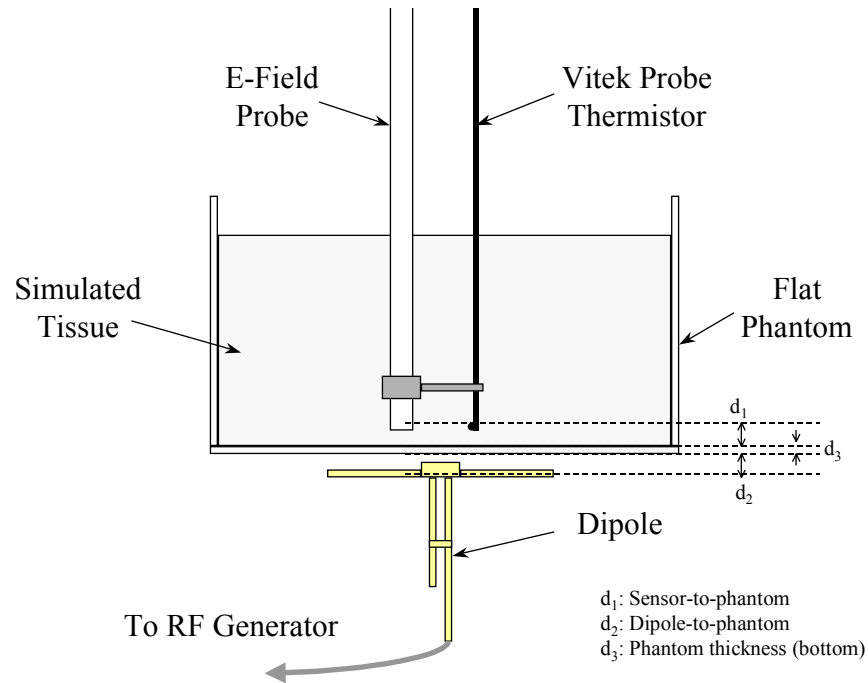 E-Field
Probe
Vitek Probe
Thermistor
Simulated
Tissue
Flat
Phantom
d₁
d₃
d₂
Dipole
To RF Generator
d₁: Sensor-to-phantom
d₂: Dipole-to-phantom
d₃: Phantom thickness (bottom)